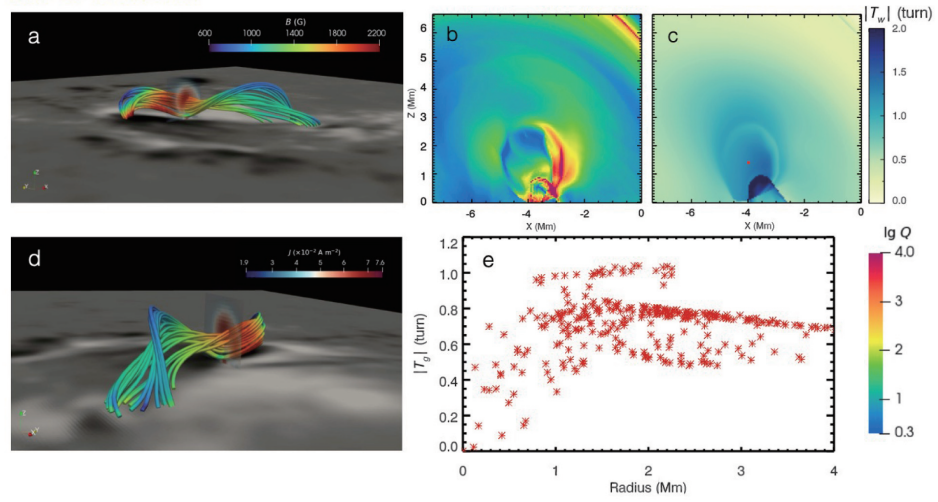 a
B (G)
600 1000 1400 1800 2200
b
Z (Mm)
6
5
4
3
2
1
0
-6 -4 -2 0
X (Mm)
c
-6 -4 -2 0
X (Mm)
|T_w| (turn)
2.0
1.5
1.0
0.5
0.0
d
J (×10⁻² A m⁻²)
1.9 3 4 5 6 7 7.6
e
|T_g| (turn)
1.2
1.0
0.8
0.6
0.4
0.2
0.0
0 1 2 3 4
Radius (Mm)
lg Q
4.0
3
2
1
0.3